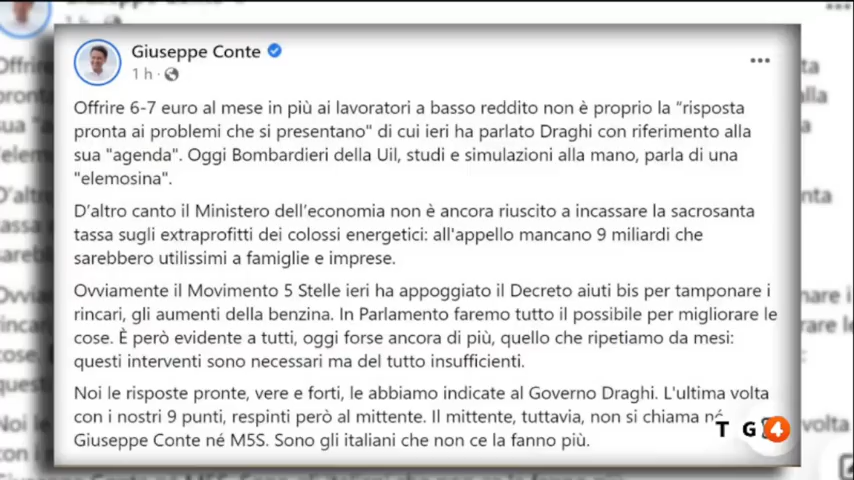 Giuseppe Conte
1 h
Offrire 6-7 euro al mese in più ai lavoratori a basso reddito non è proprio la "risposta
pronta ai problemi che si presentano" di cui ieri ha parlato Draghi con riferimento alla
sua "agenda". Oggi Bombardieri della Uil, studi e simulazioni alla mano, parla di una
"elemosina".
D'altro canto il Ministero dell'economia non è ancora riuscito a incassare la sacrosanta
tassa sugli extraprofitti dei colossi energetici: all'appello mancano 9 miliardi che
sarebbero utilissimi a famiglie e imprese.
Ovviamente il Movimento 5 Stelle ieri ha appoggiato il Decreto aiuti bis per tamponare i
rincari, gli aumenti della benzina. In Parlamento faremo tutto il possibile per migliorare le
cose. È però evidente a tutti, oggi forse ancora di più, quello che ripetiamo da mesi:
questi interventi sono necessari ma del tutto insufficienti.
Noi le risposte pronte, vere e forti, le abbiamo indicate al Governo Draghi. L'ultima volta
con i nostri 9 punti, respinti però al mittente. Il mittente, tuttavia, non si chiama né
Giuseppe Conte né M5S. Sono gli italiani che non ce la fanno più.
TG4